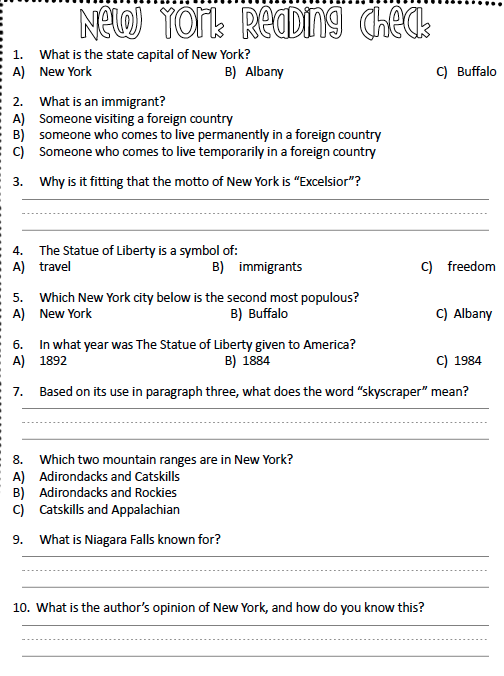 New York Reading Check
1. What is the state capital of New York?
A) New York B) Albany C) Buffalo
2. What is an immigrant?
A) Someone visiting a foreign country
B) someone who comes to live permanently in a foreign country
C) Someone who comes to live temporarily in a foreign country
3. Why is it fitting that the motto of New York is “Excelsior”?
4. The Statue of Liberty is a symbol of:
A) travel B) immigrants C) freedom
5. Which New York city below is the second most populous?
A) New York B) Buffalo C) Albany
6. In what year was The Statue of Liberty given to America?
A) 1892 B) 1884 C) 1984
7. Based on its use in paragraph three, what does the word “skyscraper” mean?
8. Which two mountain ranges are in New York?
A) Adirondacks and Catskills
B) Adirondacks and Rockies
C) Catskills and Appalachian
9. What is Niagara Falls known for?
10. What is the author’s opinion of New York, and how do you know this?